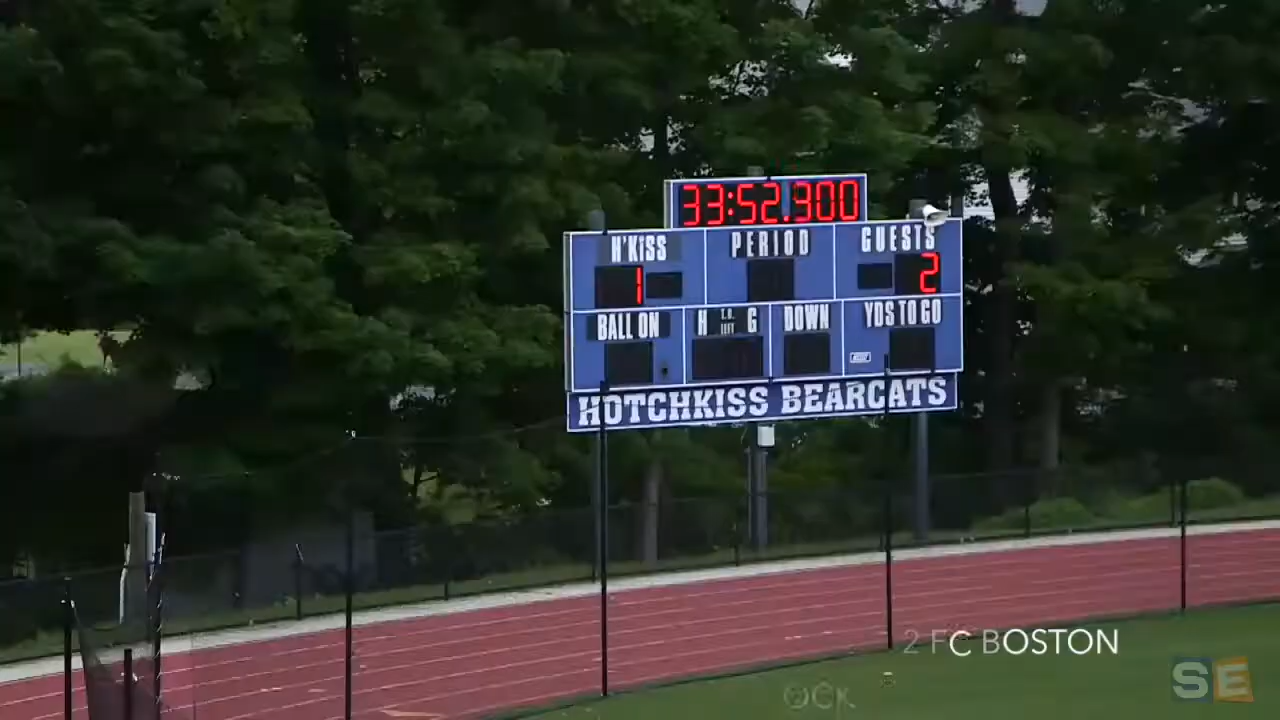 33:52.300
H'KISS PERIOD GUESTS
1 2
BALL ON H T.O. LEFT G DOWN YDS TO GO
HOTCHKISS BEARCATS
2 FC BOSTON
SE